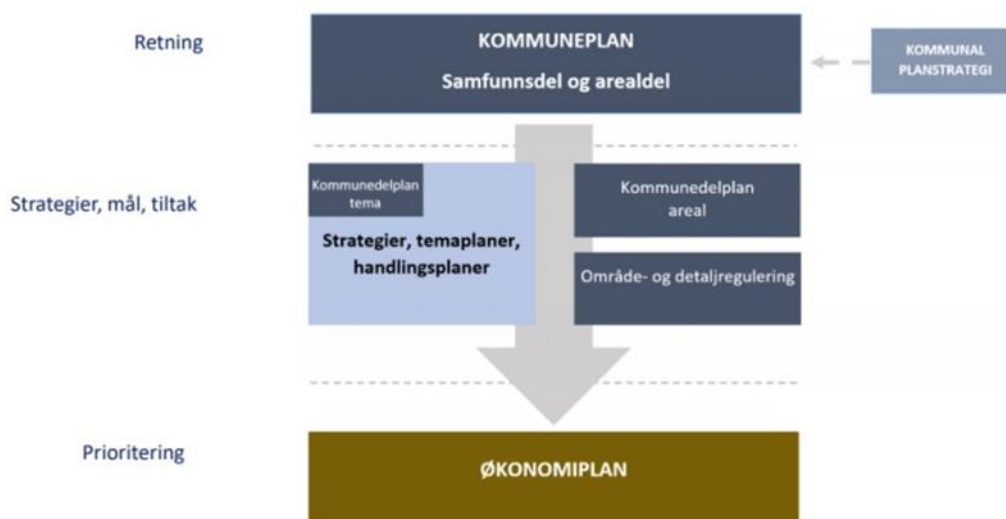 Retning
KOMMUNEPLAN
Samfunnsdel og arealdel
KOMMUNAL
PLANSTRATEGI
Strategier, mål, tiltak
Kommunedelplan
tema
Strategier, temaplaner,
handlingsplaner
Kommunedelplan
areal
Område- og detaljregulering
Prioritering
ØKONOMIPLAN